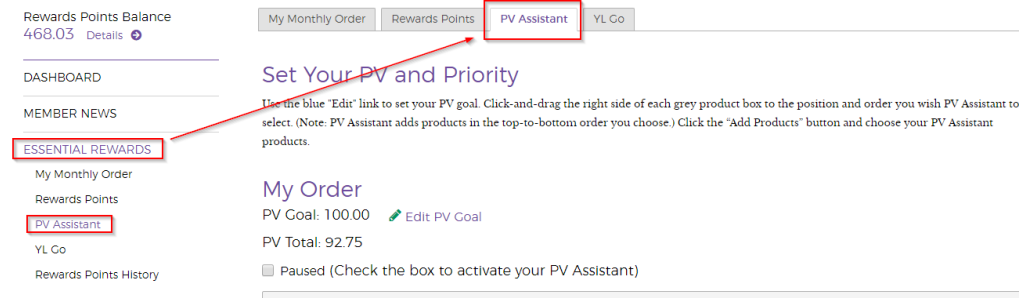 Rewards Points Balance
468.03 Details
DASHBOARD
MEMBER NEWS
ESSENTIAL REWARDS
My Monthly Order
Rewards Points
PV Assistant
YL Go
Rewards Points History
My Monthly Order Rewards Points PV Assistant YL Go
Set Your PV and Priority
Use the blue "Edit" link to set your PV goal. Click-and-drag the right side of each grey product box to the position and order you wish PV Assistant to
select. (Note: PV Assistant adds products in the top-to-bottom order you choose.) Click the “Add Products” button and choose your PV Assistant
products.
My Order
PV Goal: 100.00 Edit PV Goal
PV Total: 92.75
Paused (Check the box to activate your PV Assistant)